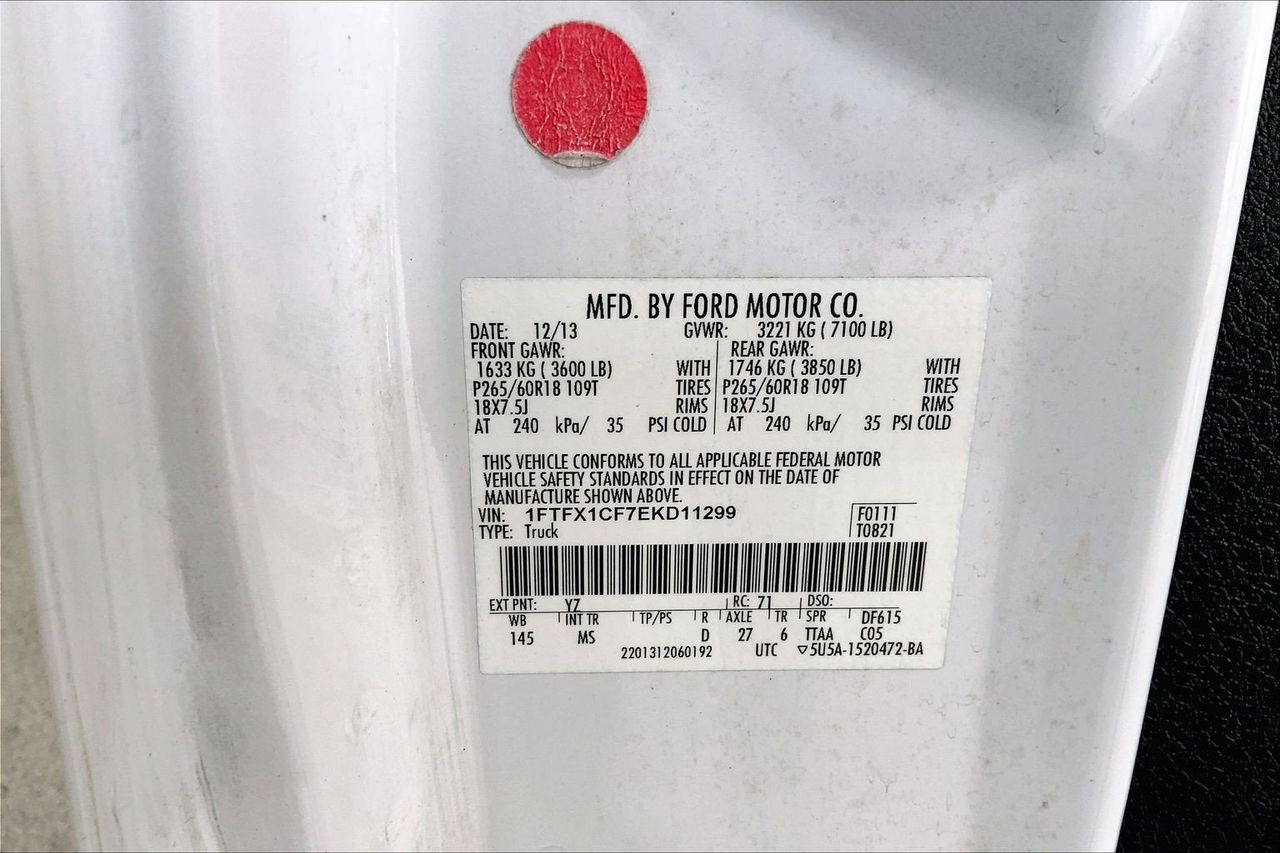 MFD. BY FORD MOTOR CO.
DATE: 12/13 GVWR: 3221 KG ( 7100 LB)
FRONT GAWR: REAR GAWR:
1633 KG ( 3600 LB) WITH 1746 KG ( 3850 LB) WITH
P265/60R18 109T TIRES P265/60R18 109T TIRES
18X7.5J RIMS 18X7.5J RIMS
AT 240 kPa/ 35 PSI COLD AT 240 kPa/ 35 PSI COLD
THIS VEHICLE CONFORMS TO ALL APPLICABLE FEDERAL MOTOR
VEHICLE SAFETY STANDARDS IN EFFECT ON THE DATE OF
MANUFACTURE SHOWN ABOVE.
VIN: 1FTFX1CF7EKD11299 F0111
TYPE: Truck T0821
EXT PNT: YZ RC: 71 DSO:
WB INT TR TP/PS R AXLE TR SPR DF615
145 MS D 27 6 TTAA C05
2201312060192 UTC ▽5U5A-1520472-BA